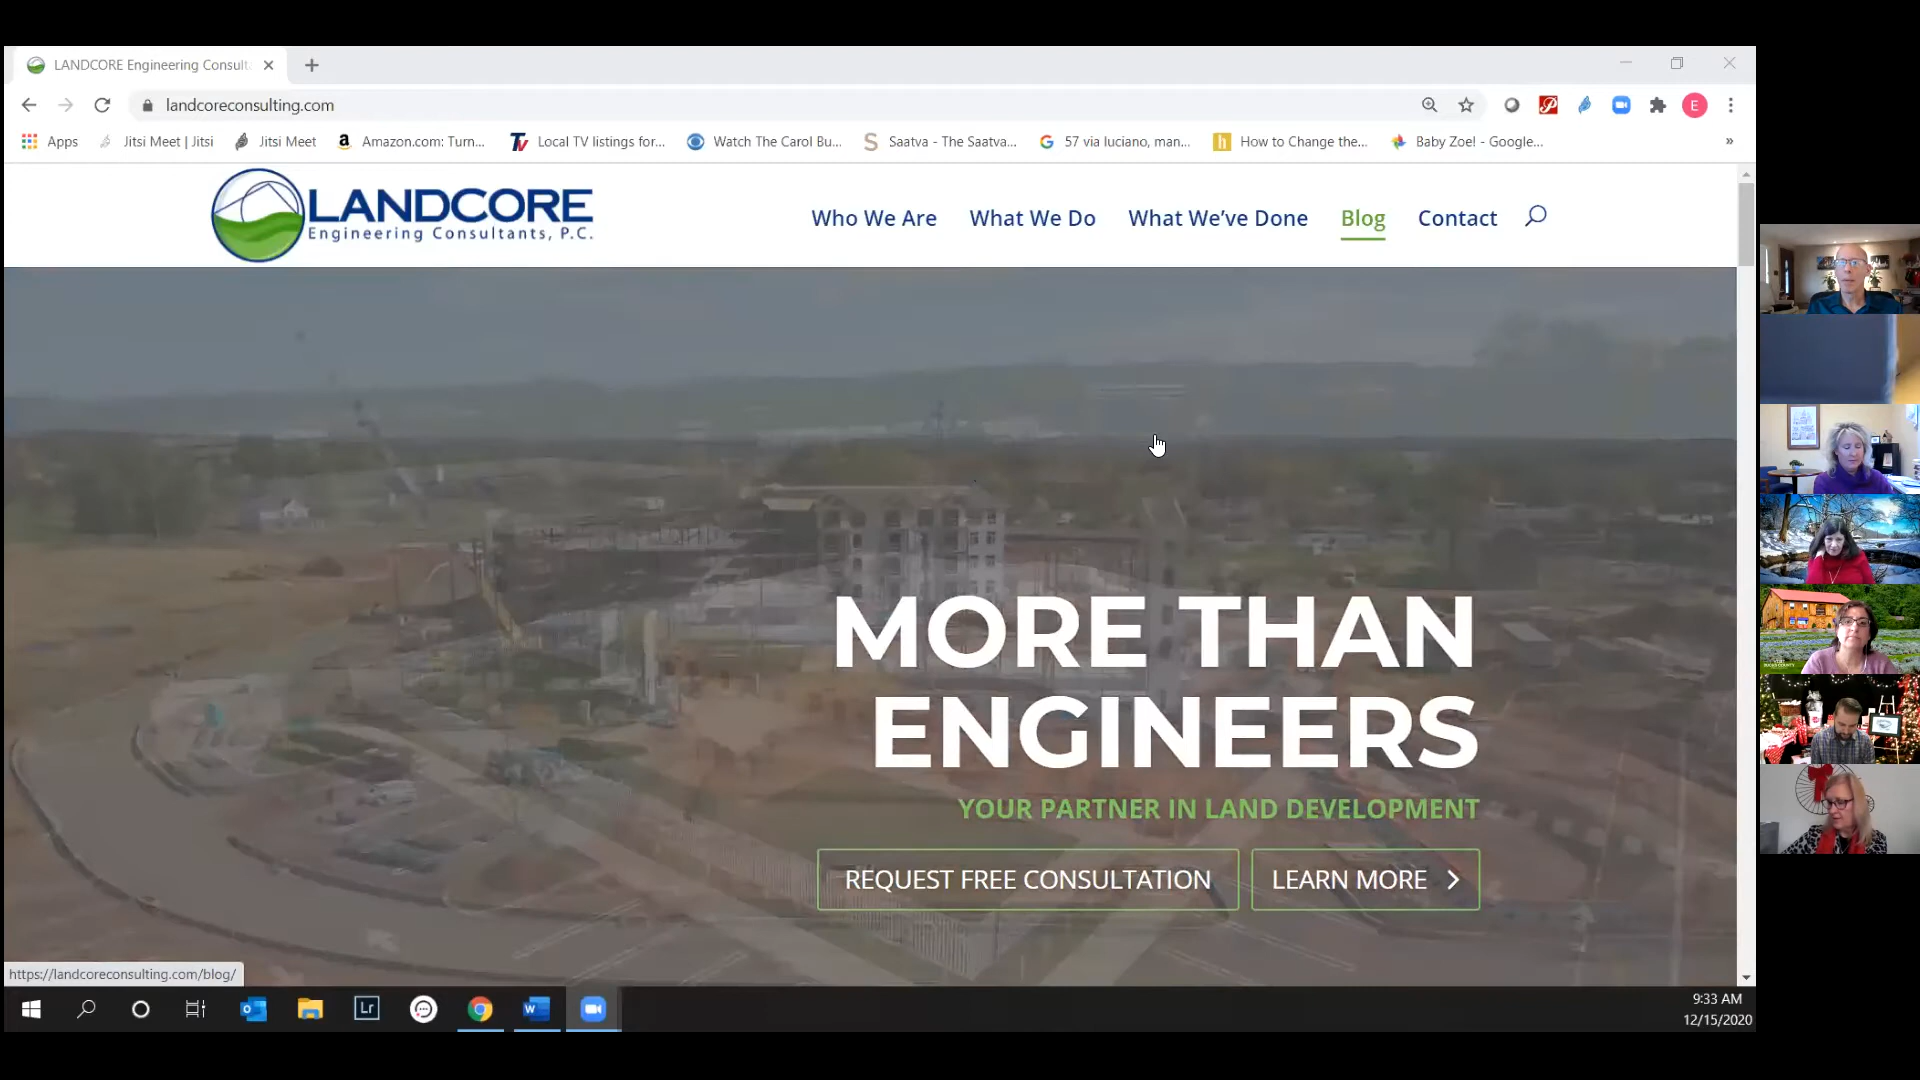 LANDCORE Engineering Consult
landcoreconsulting.com
E
Apps
Jitsi Meet | Jitsi
Jitsi Meet
Amazon.com: Turn...
Local TV listings for...
Watch The Carol Bu...
Saatva - The Saatva...
57 via luciano, man...
How to Change the...
Baby Zoe! - Google...
»
LANDCORE
Engineering Consultants, P.C.
Who We Are
What We Do
What We've Done
Blog
Contact
MORE THAN
ENGINEERS
YOUR PARTNER IN LAND DEVELOPMENT
REQUEST FREE CONSULTATION
LEARN MORE
https://landcoreconsulting.com/blog/
Lr
9:33 AM
12/15/2020